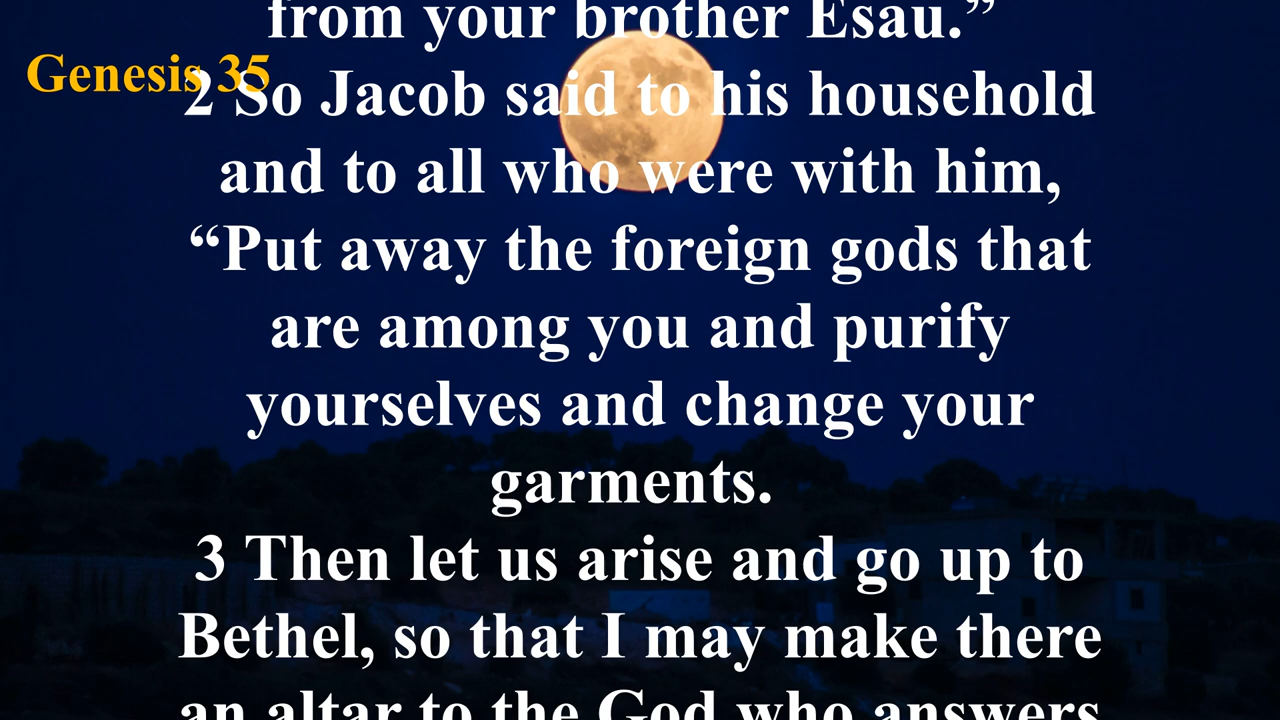 from your brother Esau.”
Genesis 35
2 So Jacob said to his household
and to all who were with him,
“Put away the foreign gods that
are among you and purify
yourselves and change your
garments.
3 Then let us arise and go up to
Bethel, so that I may make there
an altar to the God who answers